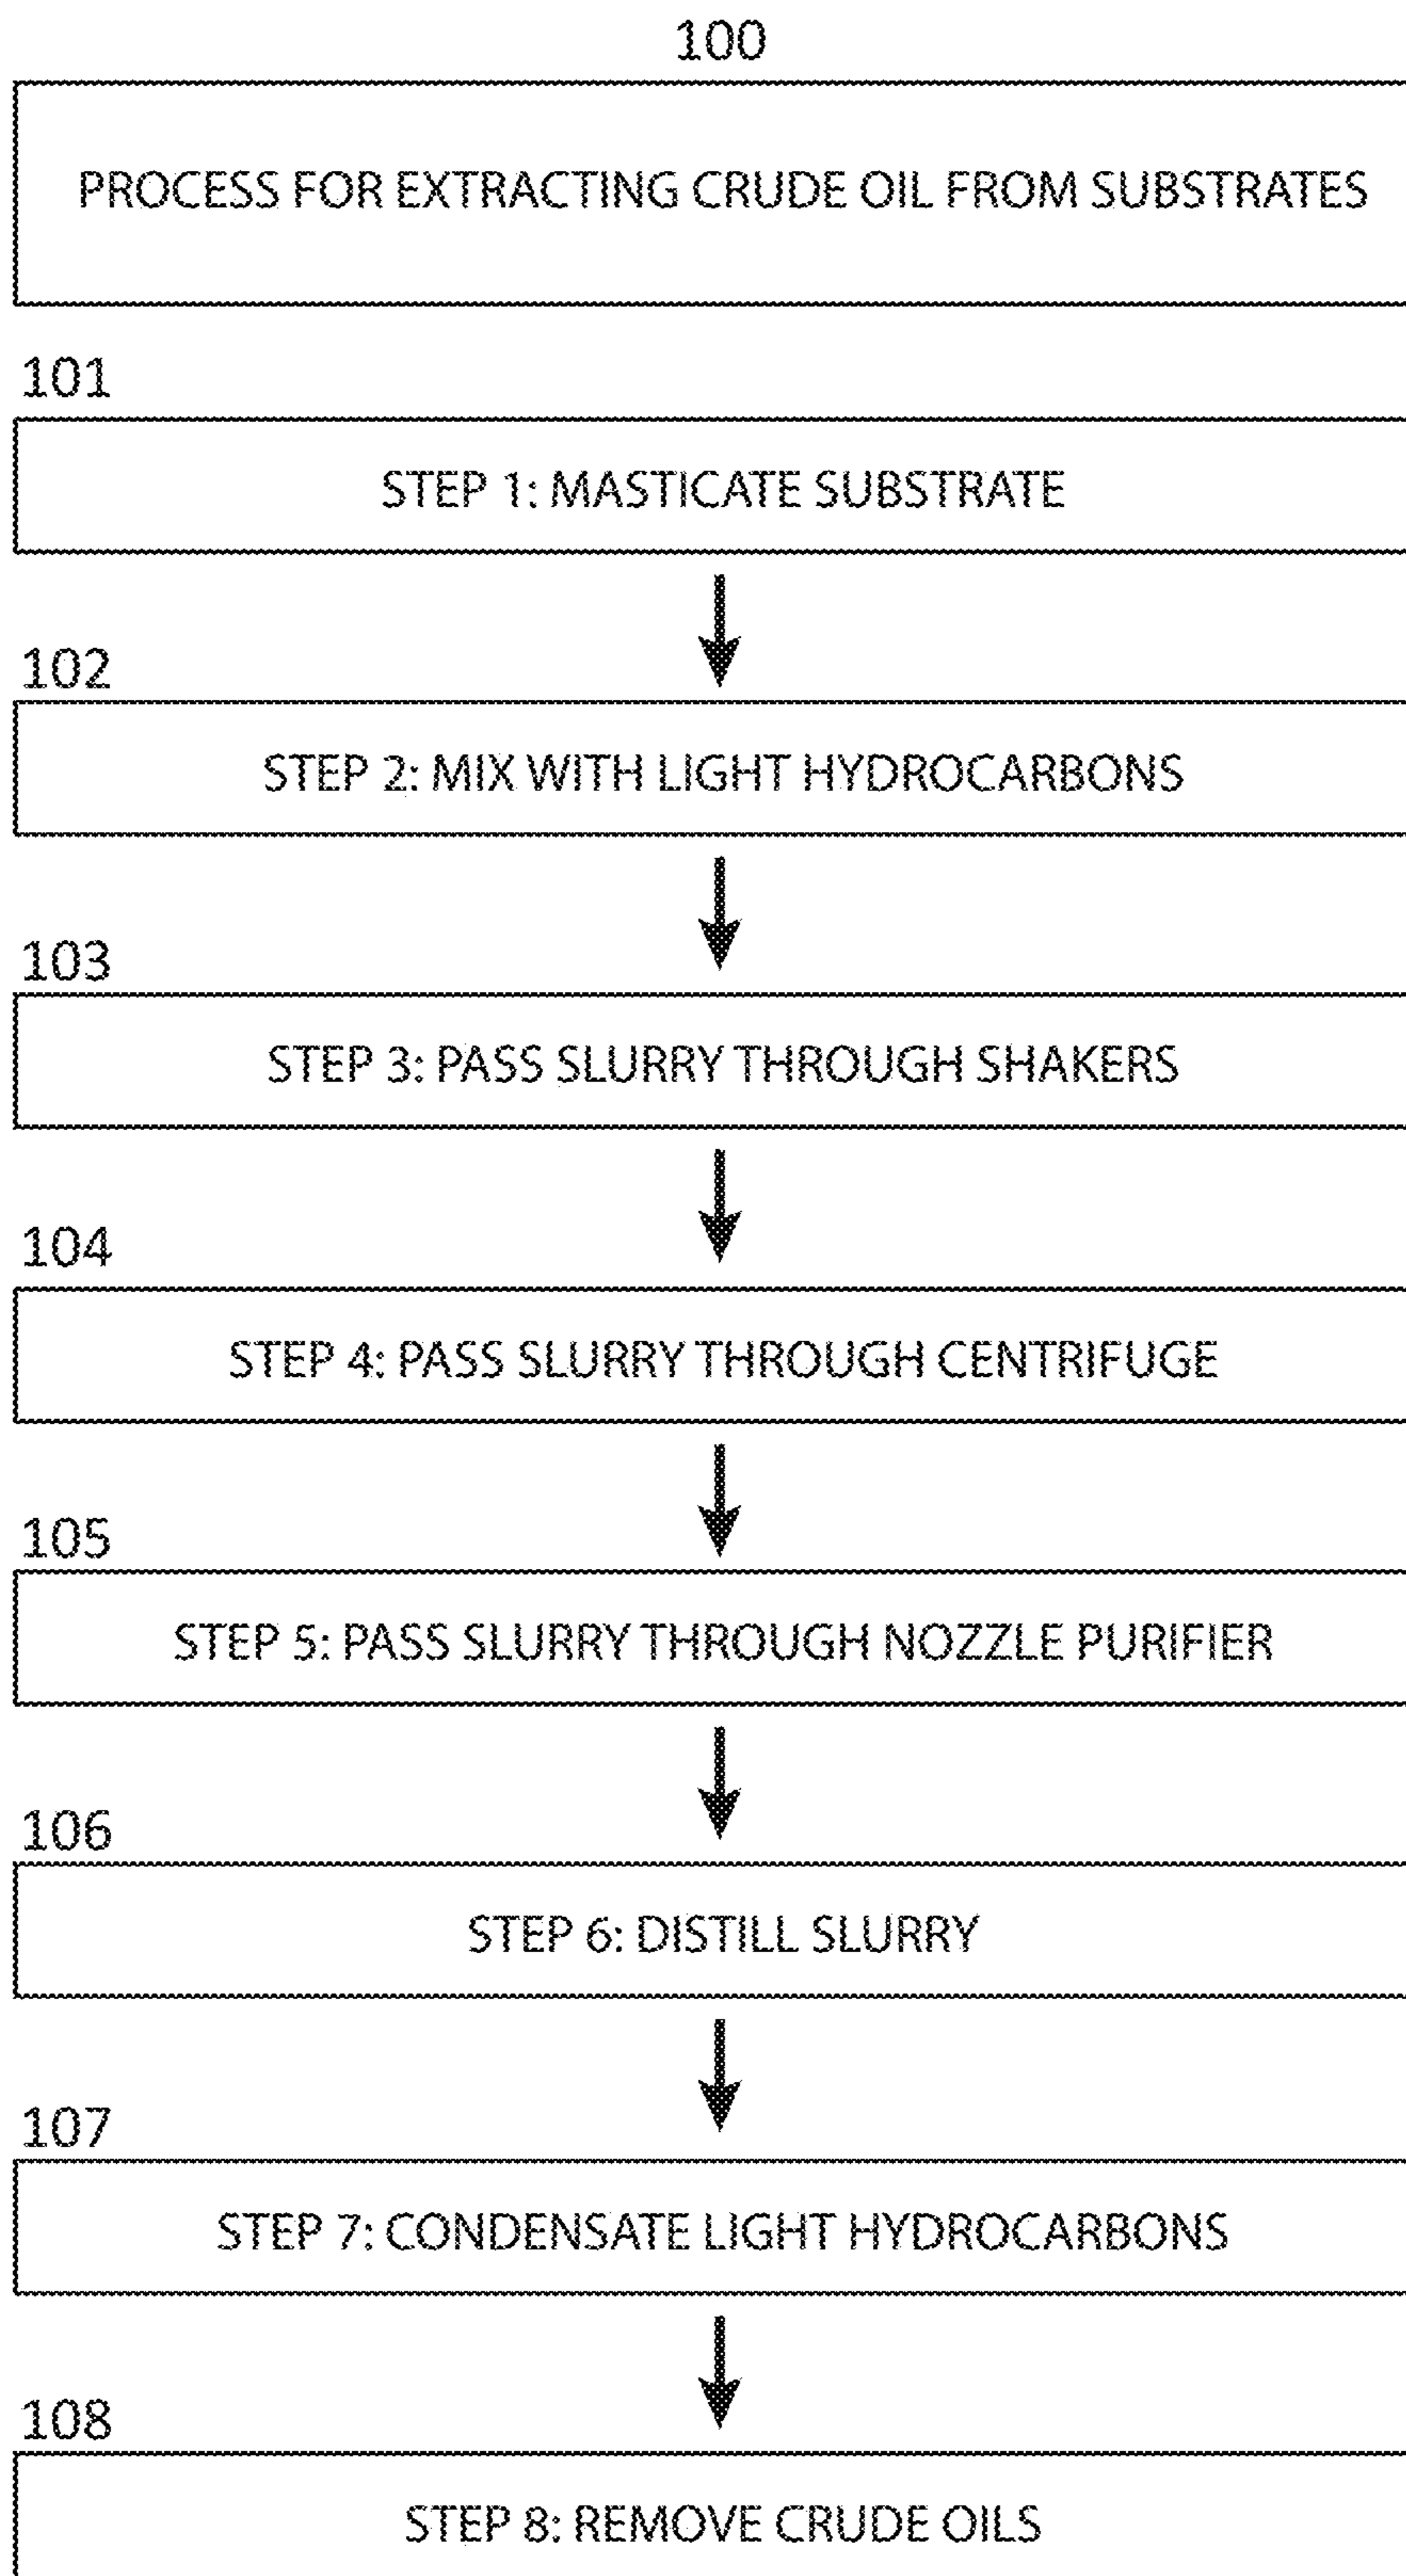 100
PROCESS FOR EXTRACTING CRUDE OIL FROM SUBSTRATES
101
STEP 1: MASTICATE SUBSTRATE
102
STEP 2: MIX WITH LIGHT HYDROCARBONS
103
STEP 3: PASS SLURRY THROUGH SHAKERS
104
STEP 4: PASS SLURRY THROUGH CENTRIFUGE
105
STEP 5: PASS SLURRY THROUGH NOZZLE PURIFIER
106
STEP 6: DISTILL SLURRY
107
STEP 7: CONDENSATE LIGHT HYDROCARBONS
108
STEP 8: REMOVE CRUDE OILS